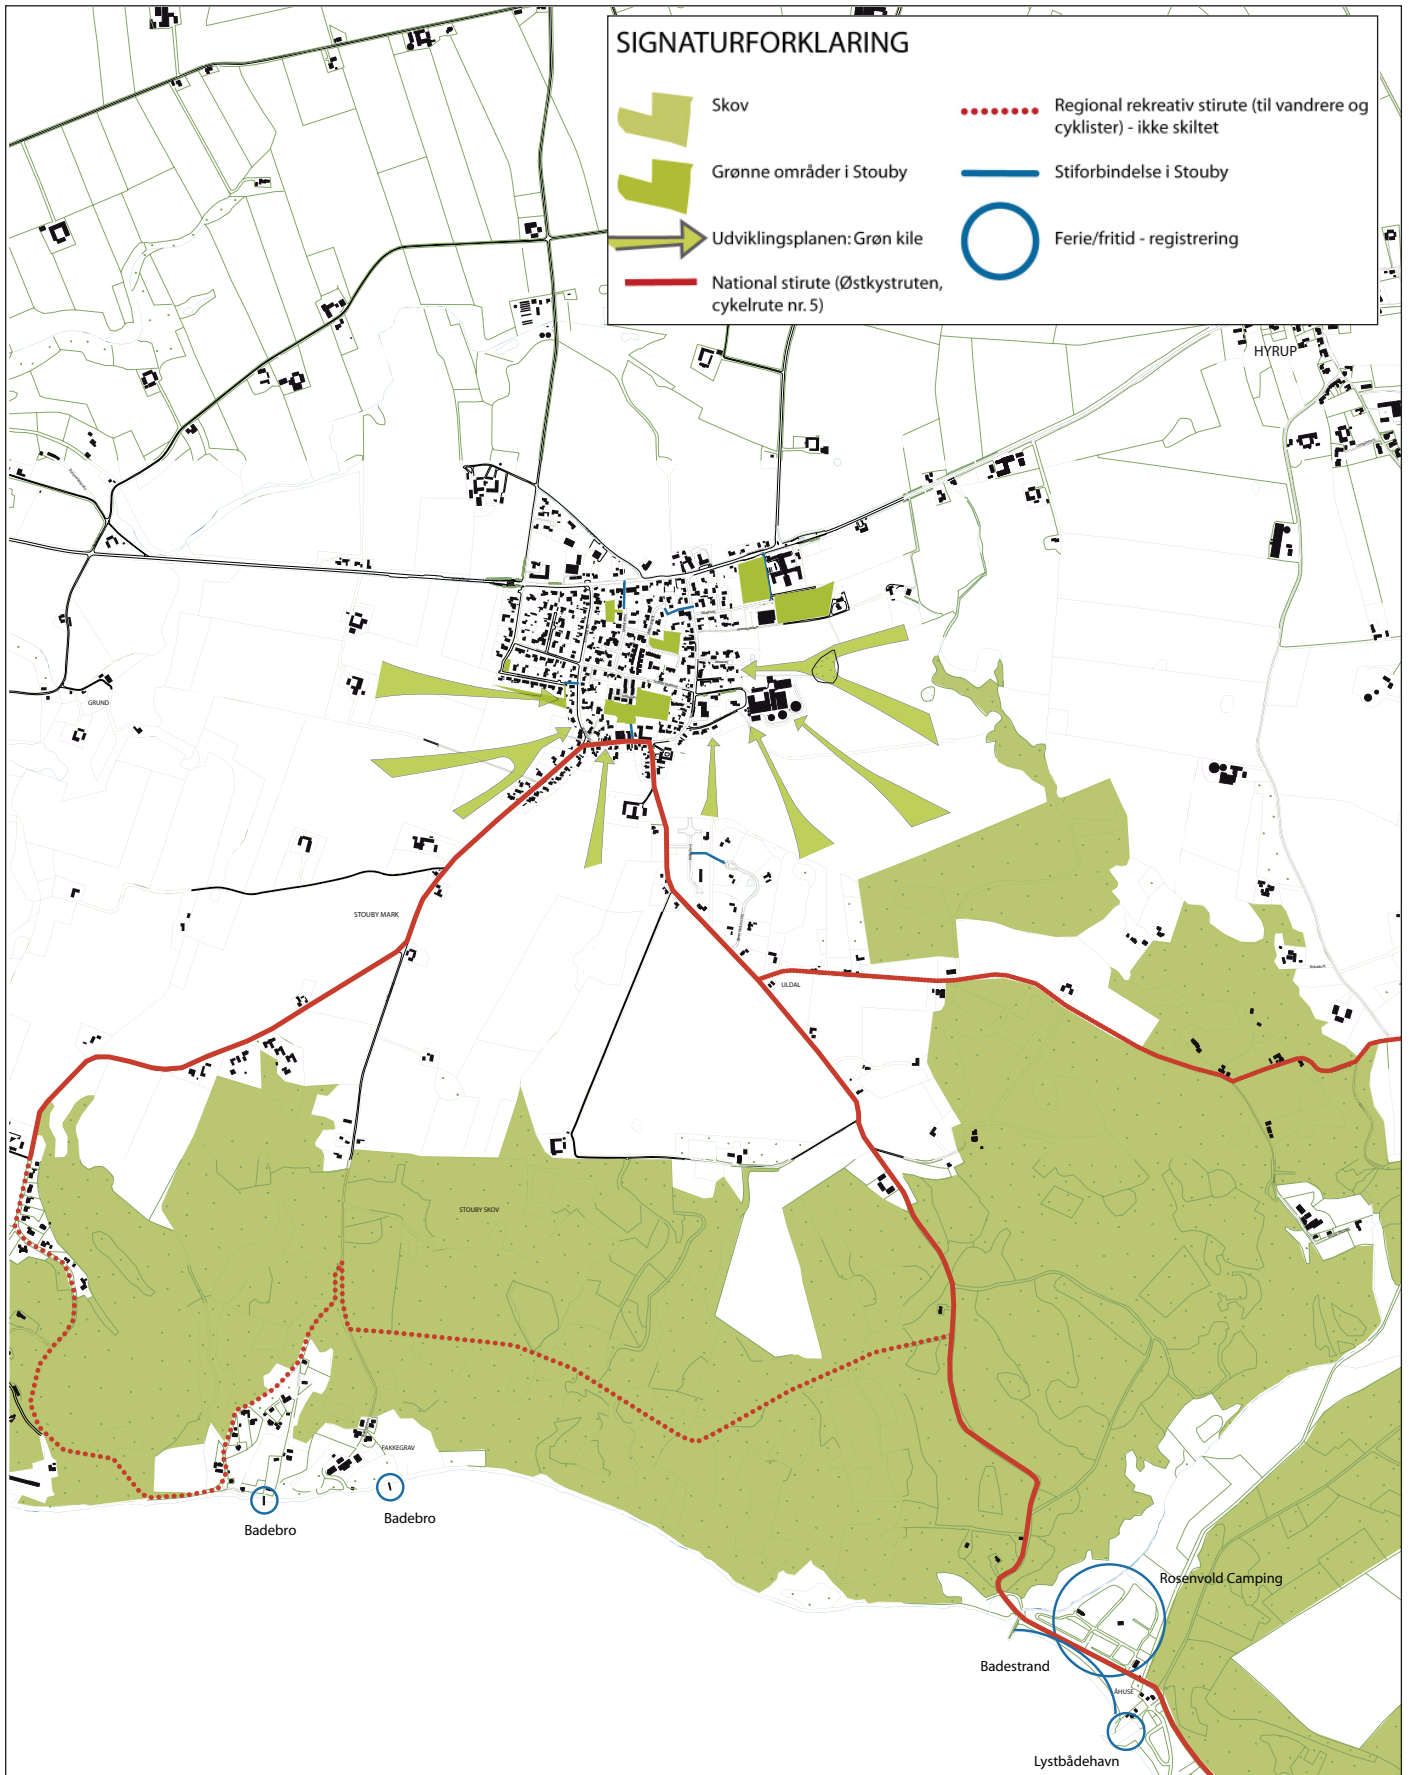 SIGNATURFORKLARING
Skov
Grønne områder i Stouby
Udviklingsplanen: Grøn kile
National stirute (Østkystruten,
cykelrute nr. 5)
Regional rekreativ stirute (til vandrere og
cyklister) - ikke skiltet
Stiforbindelse i Stouby
Ferie/fritid - registrering
HYRUP
GRUND
STOUBY MARK
ULDAL
STOUBY SKOV
FAKKEGRAV
Badebro
Badebro
Rosenvold Camping
Badestrand
ÅHUSE
Lystbådehavn